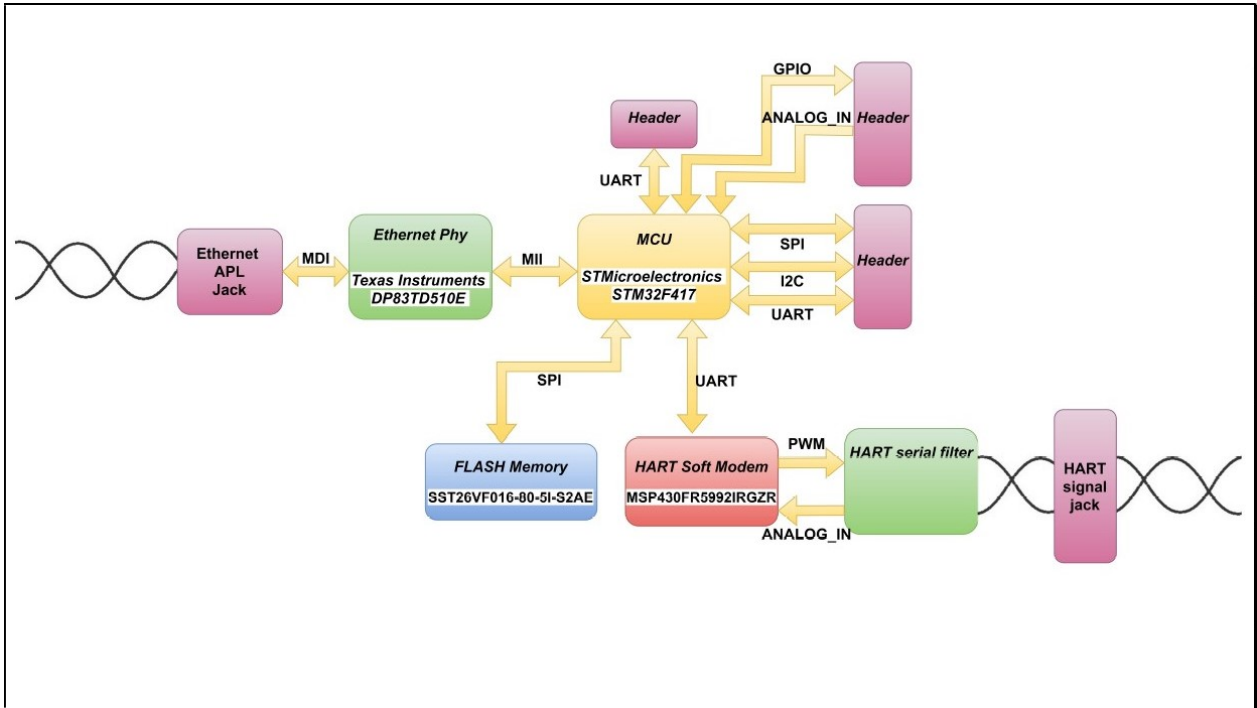 GPIO
Header
ANALOG_IN
Header
UART
Ethernet
APL
Jack
MDI
Ethernet Phy
Texas Instruments
DP83TD510E
MII
MCU
STMicroelectronics
STM32F417
SPI
I2C
UART
Header
SPI
UART
FLASH Memory
SST26VF016-80-5I-S2AE
HART Soft Modem
MSP430FR5992IRGZR
PWM
ANALOG_IN
HART serial filter
HART
signal
jack